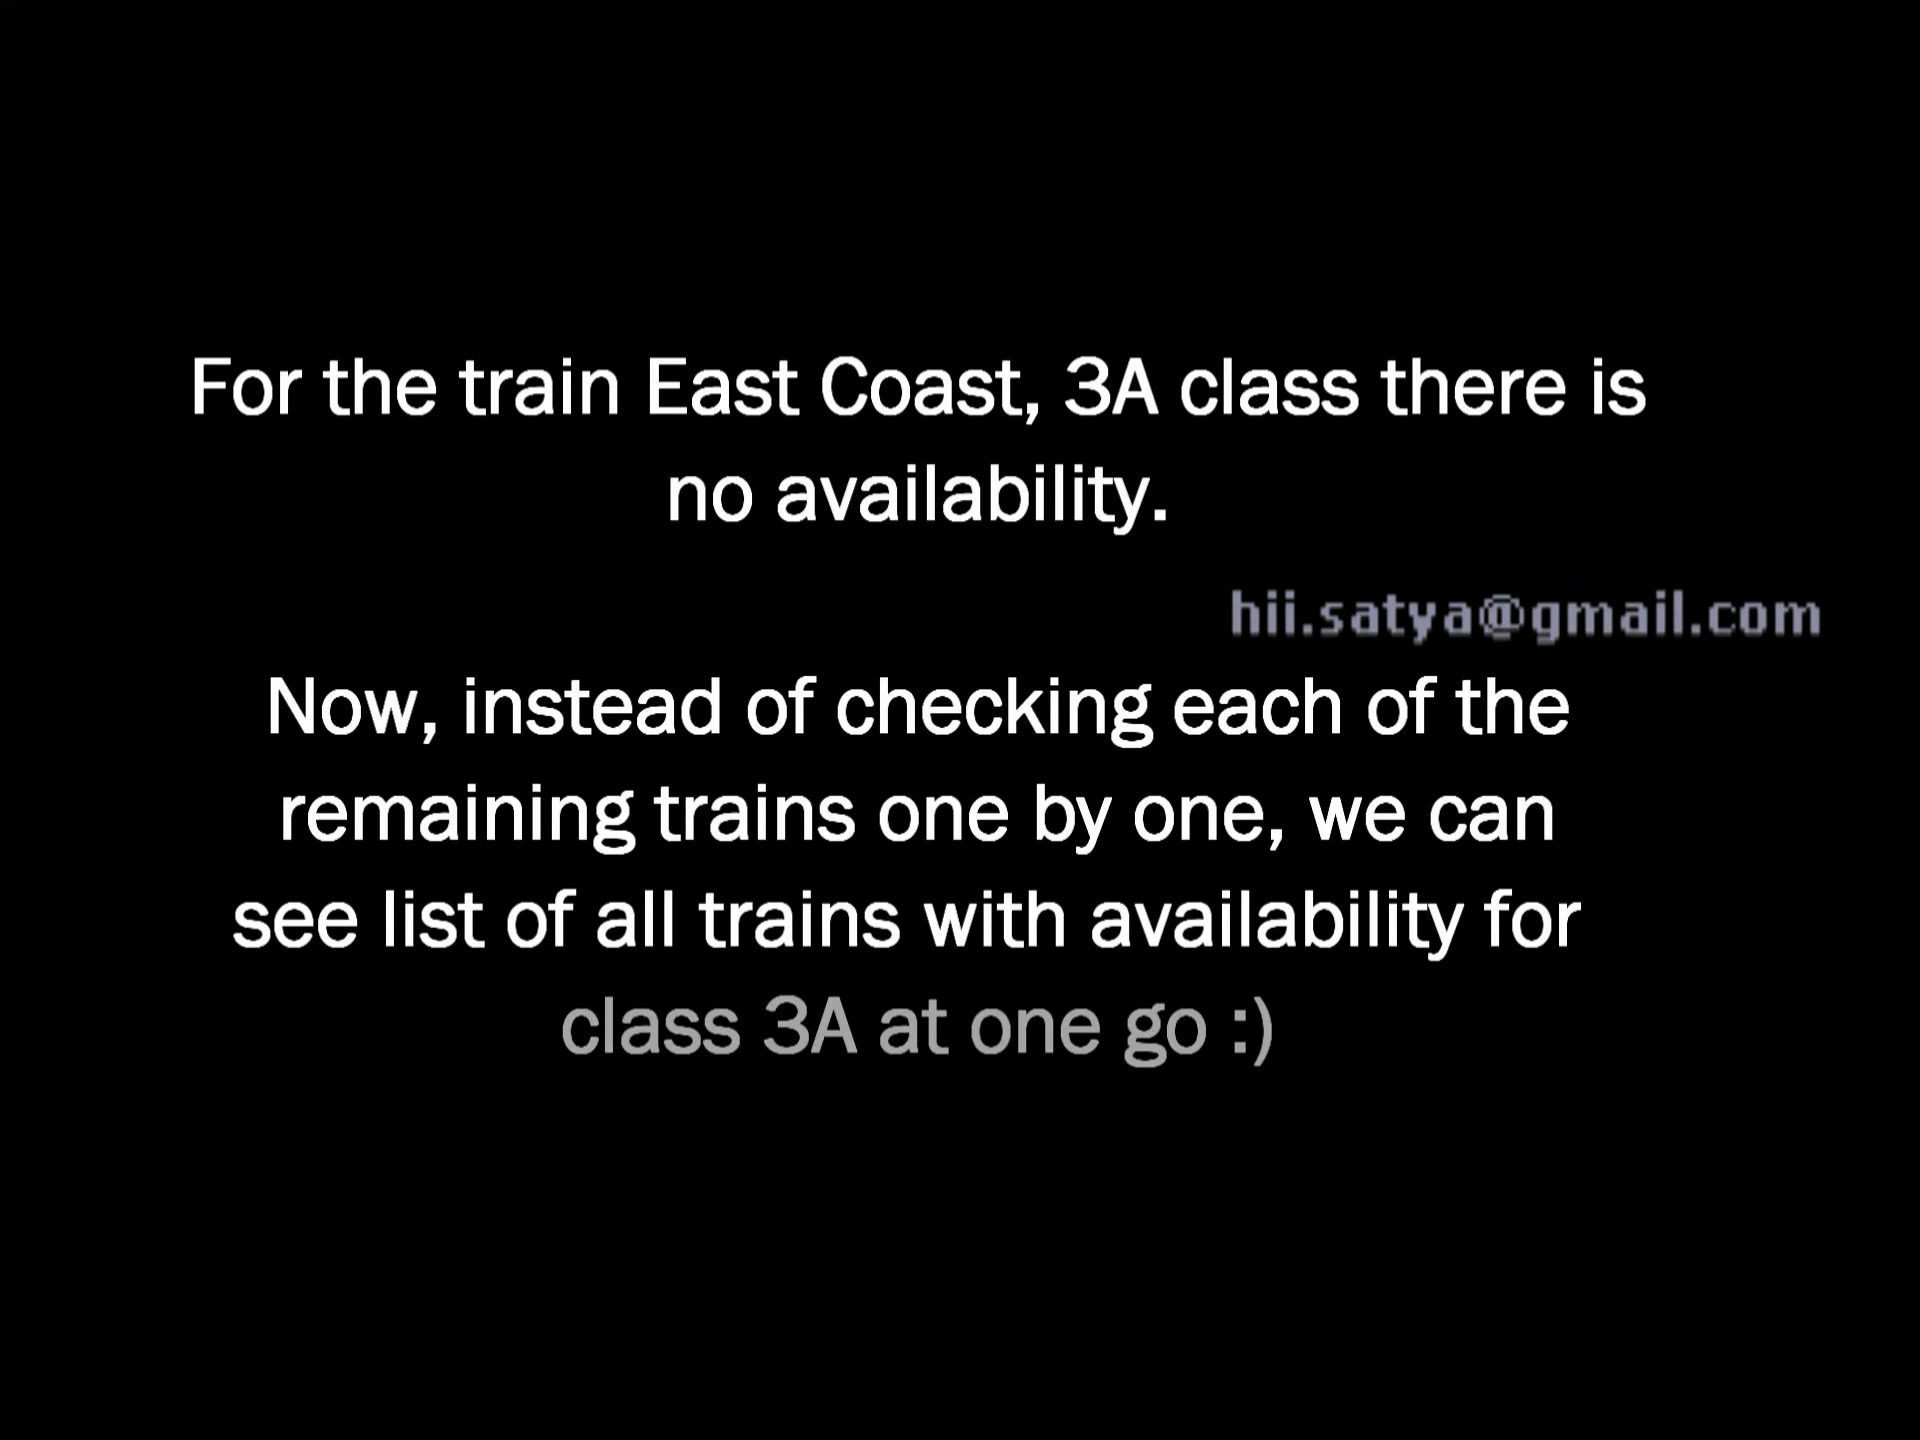 For the train East Coast, 3A class there is
no availability.
hii.satya@gmail.com
Now, instead of checking each of the
remaining trains one by one, we can
see list of all trains with availability for
class 3A at one go :)